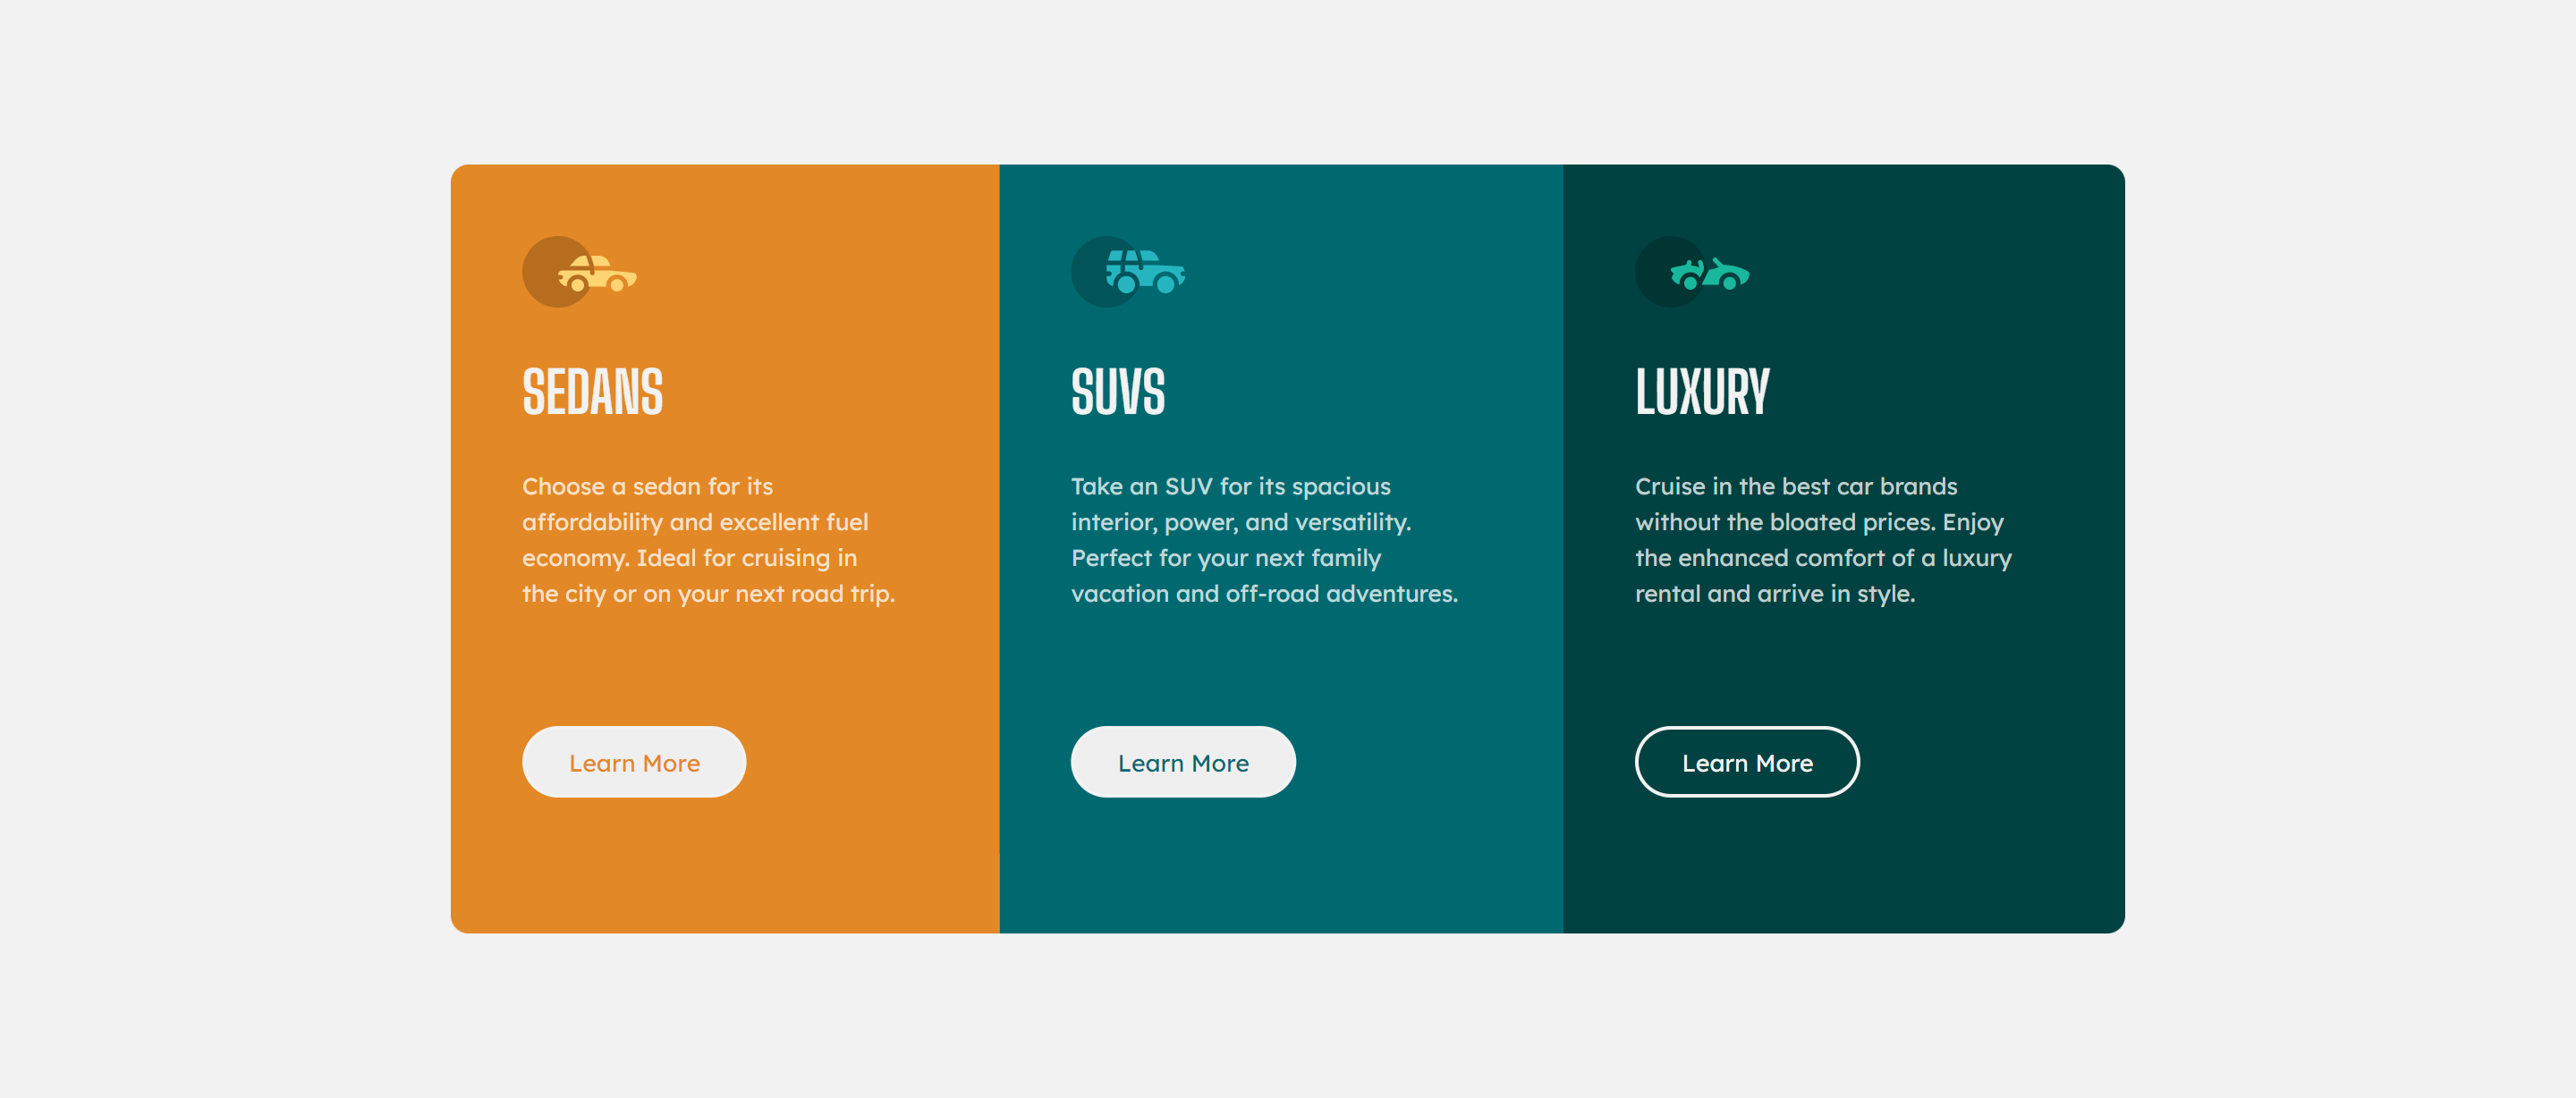 SEDANS
Choose a sedan for its
affordability and excellent fuel
economy. Ideal for cruising in
the city or on your next road trip.
Learn More
SUVS
Take an SUV for its spacious
interior, power, and versatility.
Perfect for your next family
vacation and off-road adventures.
Learn More
LUXURY
Cruise in the best car brands
without the bloated prices. Enjoy
the enhanced comfort of a luxury
rental and arrive in style.
Learn More